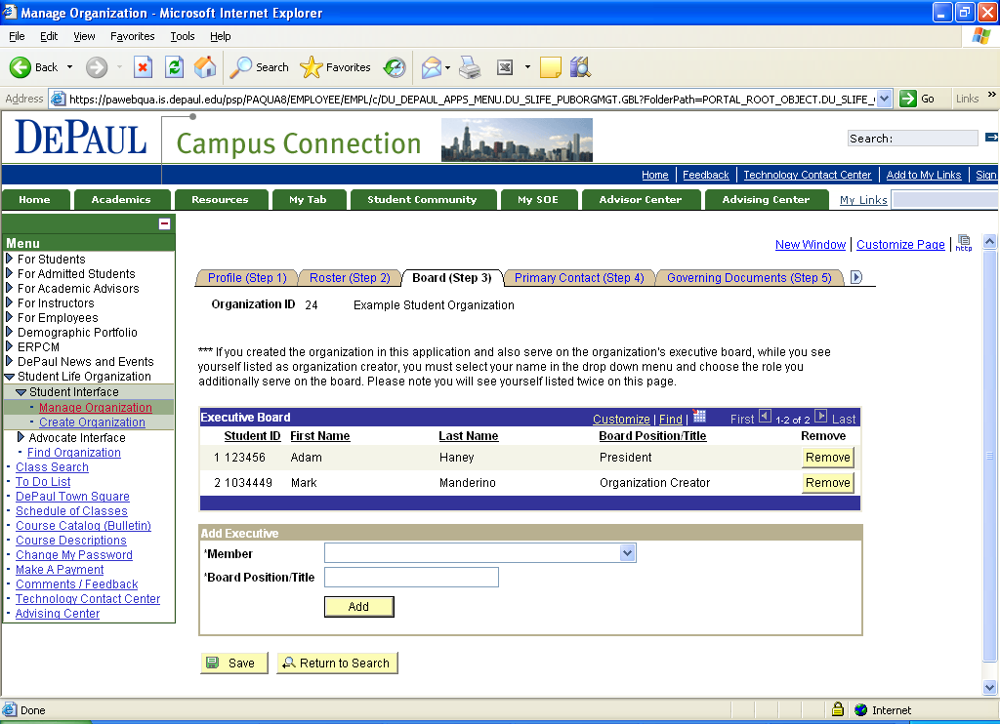 Manage Organization - Microsoft Internet Explorer
File Edit View Favorites Tools Help
Back Search Favorites
Address https://pawebqua.is.depaul.edu/psp/PAQUA8/EMPLOYEE/EMPL/c/DU_DEPAUL_APPS_MENU.DU_SLIFE_PUBORGMGT.GBL?FolderPath=PORTAL_ROOT_OBJECT.DU_SLIFE_ Go Links »
DEPAUL Campus Connection Search:
Home Feedback Technology Contact Center Add to My Links Sign
Home Academics Resources My Tab Student Community My SOE Advisor Center Advising Center My Links
Menu
For Students
For Admitted Students
For Academic Advisors
For Instructors
For Employees
Demographic Portfolio
ERPCM
DePaul News and Events
Student Life Organization
Student Interface
- Manage Organization
- Create Organization
Advocate Interface
- Find Organization
- Class Search
- To Do List
- DePaul Town Square
- Schedule of Classes
- Course Catalog (Bulletin)
- Course Descriptions
- Change My Password
- Make A Payment
- Comments / Feedback
- Technology Contact Center
- Advising Center
New Window | Customize Page | http
Profile (Step 1) Roster (Step 2) Board (Step 3) Primary Contact (Step 4) Governing Documents (Step 5)
Organization ID 24 Example Student Organization
*** If you created the organization in this application and also serve on the organization's executive board, while you see
yourself listed as organization creator, you must select your name in the drop down menu and choose the role you
additionally serve on the board. Please note you will see yourself listed twice on this page.
Executive Board Customize | Find | First 1-2 of 2 Last
Student ID First Name Last Name Board Position/Title Remove
1 123456 Adam Haney President Remove
2 1034449 Mark Manderino Organization Creator Remove
Add Executive
*Member
*Board Position/Title
Add
Save Return to Search
Done Internet